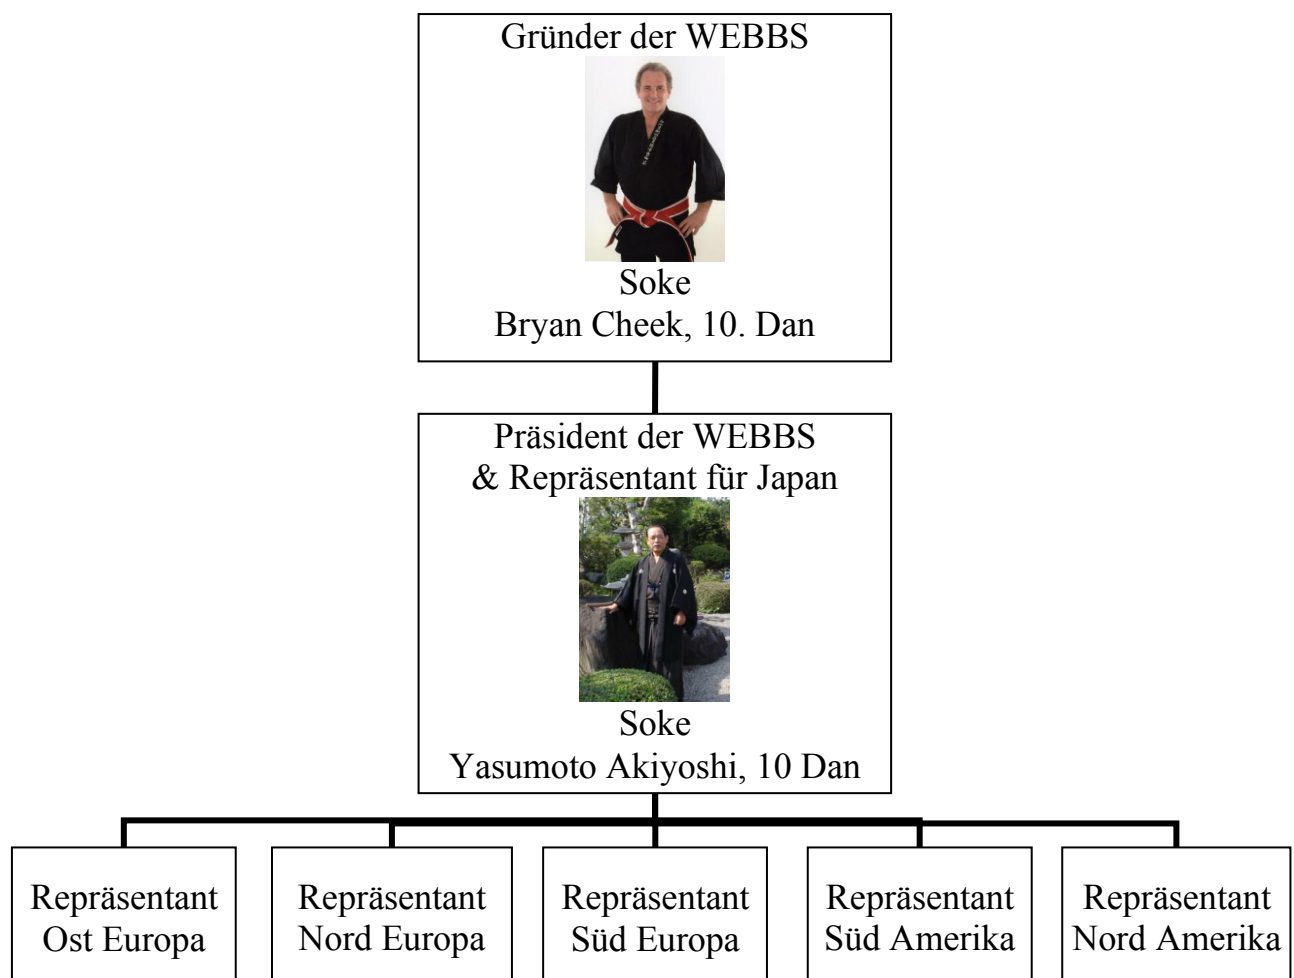 Gründer der WEBBS
Soke
Bryan Cheek, 10. Dan
Präsident der WEBBS
& Repräsentant für Japan
Soke
Yasumoto Akiyoshi, 10 Dan
Repräsentant
Ost Europa
Repräsentant
Nord Europa
Repräsentant
Süd Europa
Repräsentant
Süd Amerika
Repräsentant
Nord Amerika